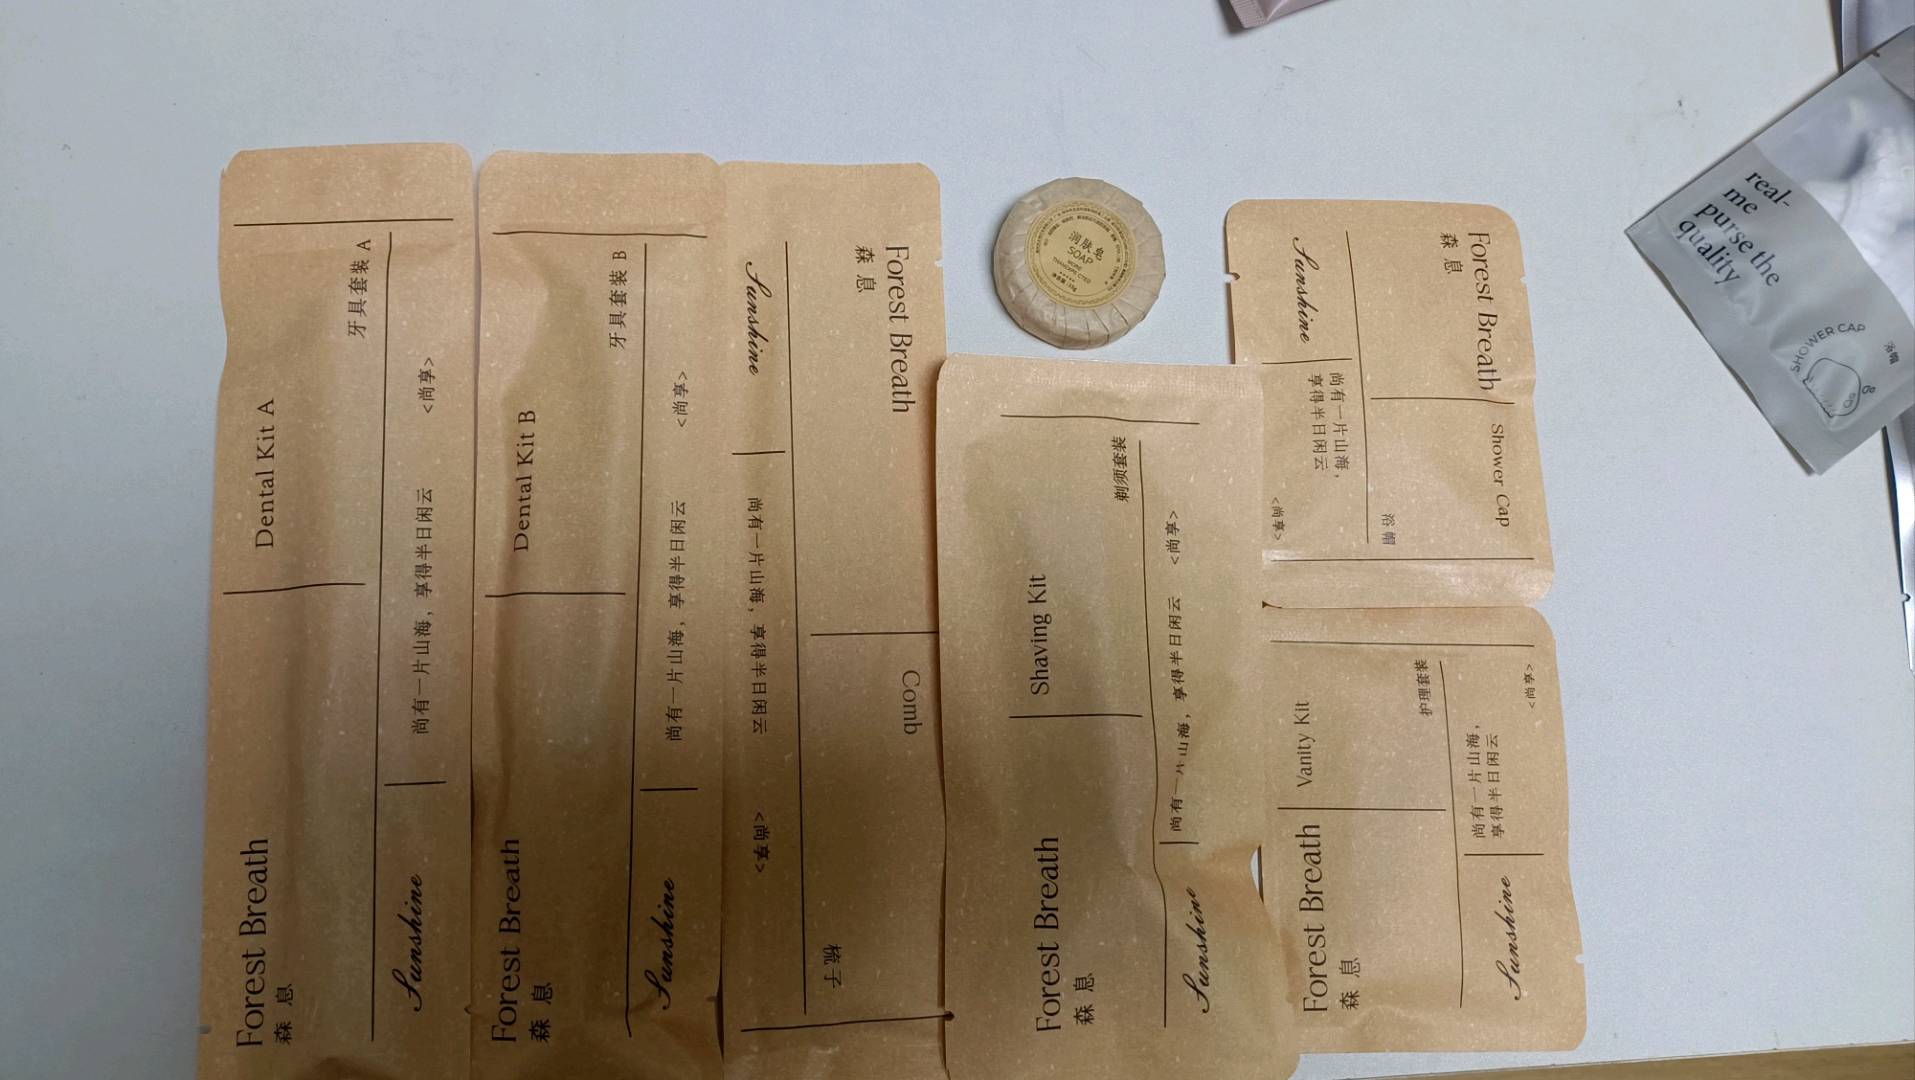 Forest Breath
森息
Dental Kit A
牙具套装 A
Sunshine
尚有一片山海，享得半日闲云
<尚享>
Forest Breath
森息
Dental Kit B
牙具套装 B
Sunshine
尚有一片山海，享得半日闲云
<尚享>
Forest Breath
森息
Comb
梳子
Sunshine
尚有一片山海，享得半日闲云
<尚享>
润肤皂
SOAP
Forest Breath
森息
Shaving Kit
剃须套装
Sunshine
尚有一片山海，享得半日闲云
<尚享>
Forest Breath
森息
Shower Cap
浴帽
Sunshine
尚有一片山海，
享得半日闲云
<尚享>
Forest Breath
森息
Vanity Kit
护理套装
Sunshine
尚有一片山海，
享得半日闲云
<尚享>
real-
me
purse the
quality
SHOWER CAP
浴帽